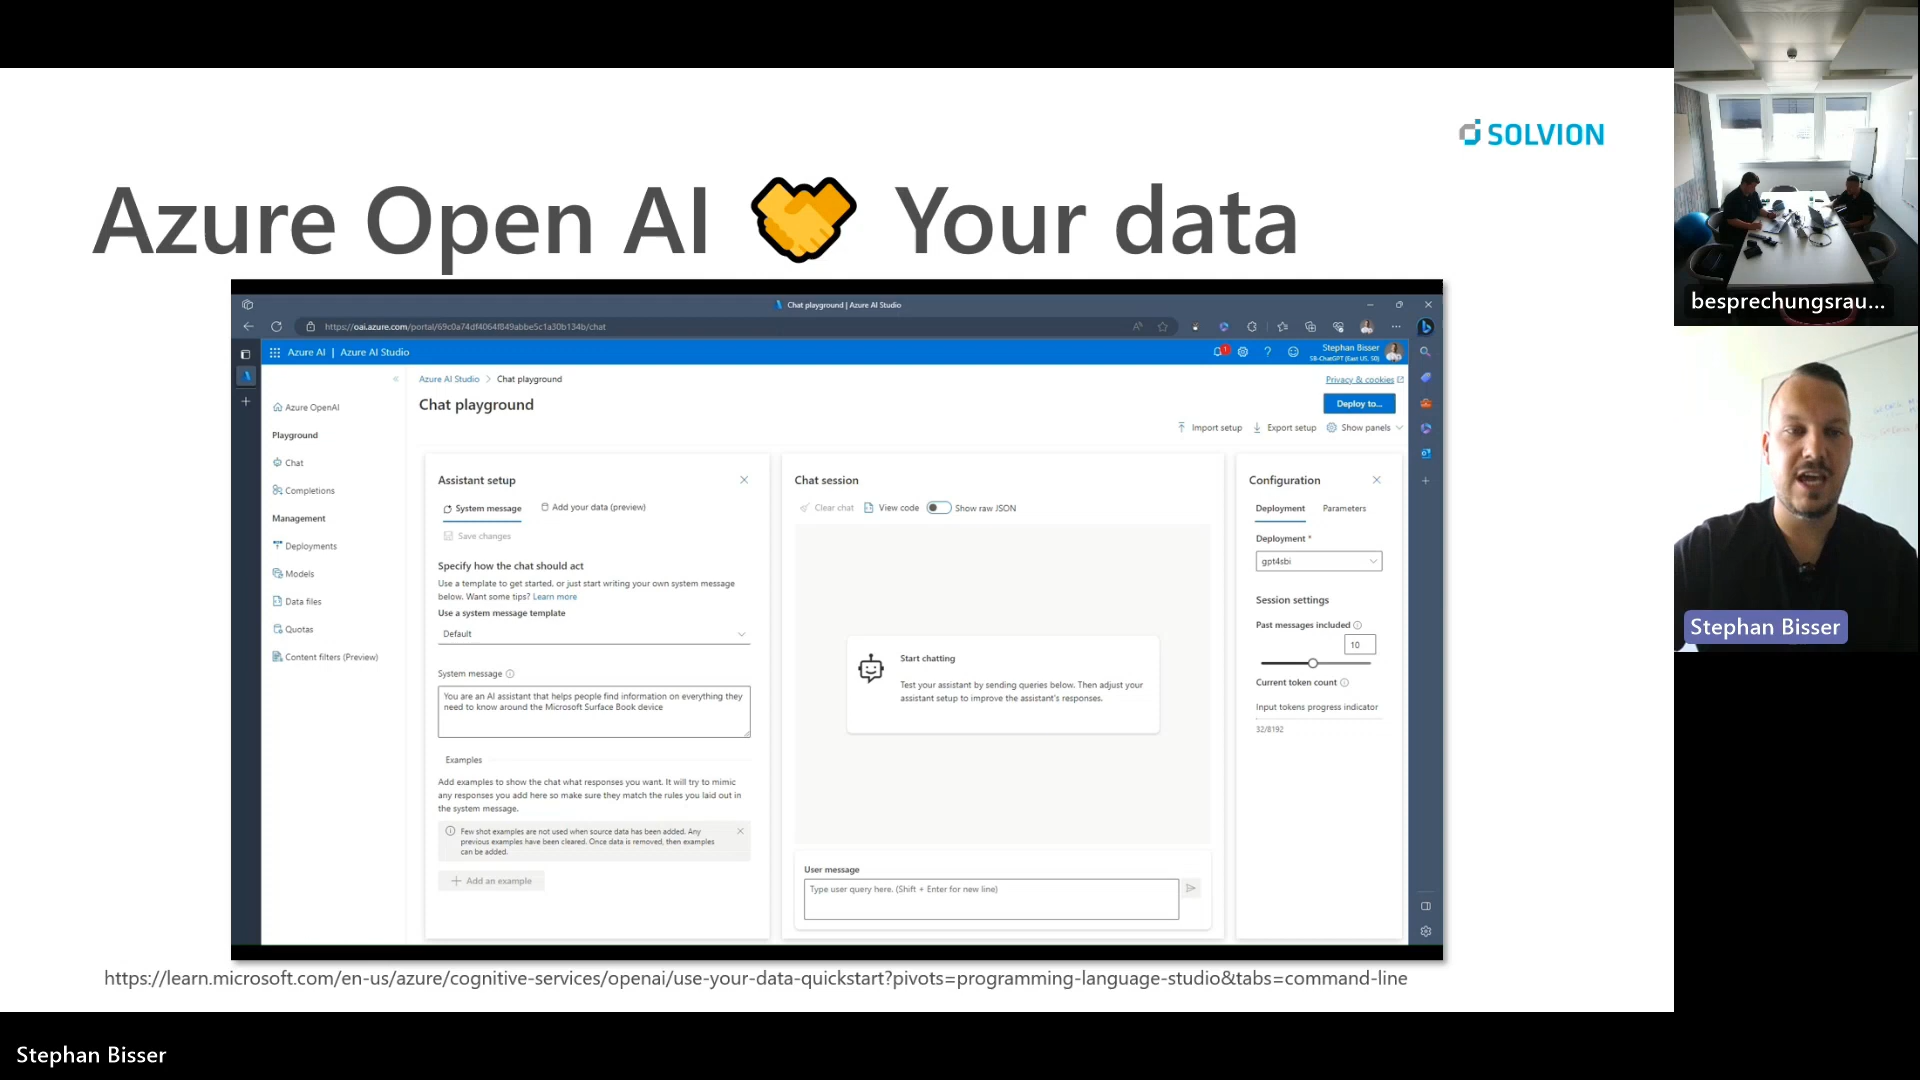 SOLVION
Azure Open AI 🤝 Your data
Chat playground | Azure AI Studio
https://oai.azure.com/portal/69c0a74df4064f849abbe5c1a30b134b/chat
Azure AI | Azure AI Studio
1
Stephan Bisser
SB-ChatGPT (East US, S0)
Azure AI Studio > Chat playground
Privacy & cookies
Chat playground
Deploy to...
Import setup
Export setup
Show panels
Azure OpenAI
Playground
Chat
Completions
Management
Deployments
Models
Data files
Quotas
Content filters (Preview)
Assistant setup
System message
Add your data (preview)
Save changes
Specify how the chat should act
Use a template to get started, or just start writing your own system message
below. Want some tips? Learn more
Use a system message template
Default
System message
You are an AI assistant that helps people find information on everything they
need to know around the Microsoft Surface Book device
Examples
Add examples to show the chat what responses you want. It will try to mimic
any responses you add here so make sure they match the rules you laid out in
the system message.
Few shot examples are not used when source data has been added. Any
previous examples have been cleared. Once data is removed, then examples
can be added.
Add an example
Chat session
Clear chat
View code
Show raw JSON
Start chatting
Test your assistant by sending queries below. Then adjust your
assistant setup to improve the assistant's responses.
User message
Type user query here. (Shift + Enter for new line)
Configuration
Deployment
Parameters
Deployment *
gpt4sbi
Session settings
Past messages included
10
Current token count
Input tokens progress indicator
32/8192
https://learn.microsoft.com/en-us/azure/cognitive-services/openai/use-your-data-quickstart?pivots=programming-language-studio&tabs=command-line
besprechungsrau...
Stephan Bisser
Stephan Bisser